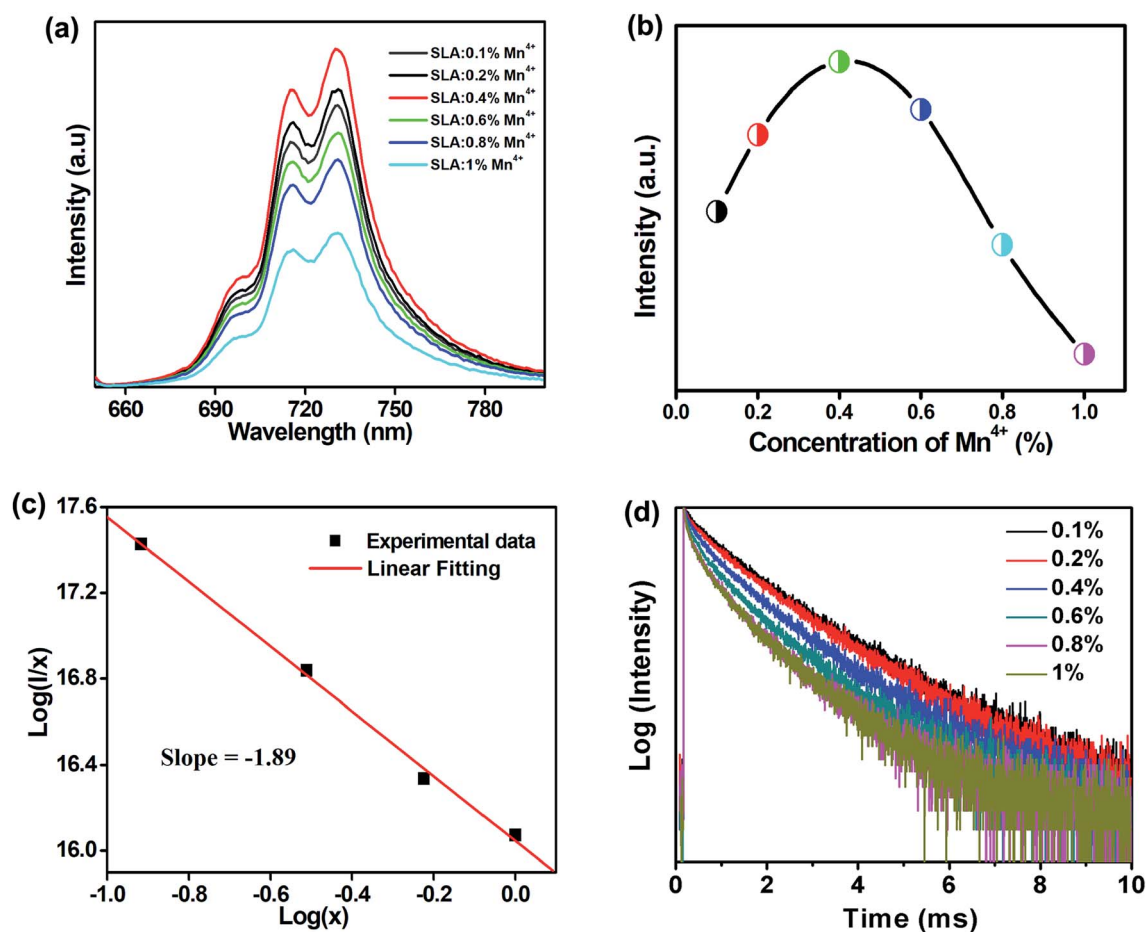 (a)
SLA:0.1% Mn⁴⁺
SLA:0.2% Mn⁴⁺
SLA:0.4% Mn⁴⁺
SLA:0.6% Mn⁴⁺
SLA:0.8% Mn⁴⁺
SLA:1% Mn⁴⁺
Intensity (a.u)
660 690 720 750 780
Wavelength (nm)
(b)
Intensity (a.u.)
0.0 0.2 0.4 0.6 0.8 1.0
Concentration of Mn⁴⁺ (%)
(c)
17.6
17.2
16.8
16.4
16.0
Log(I/x)
Experimental data
Linear Fitting
Slope = -1.89
-1.0 -0.8 -0.6 -0.4 -0.2 0.0
Log(x)
(d)
0.1%
0.2%
0.4%
0.6%
0.8%
1%
Log (Intensity)
0 2 4 6 8 10
Time (ms)